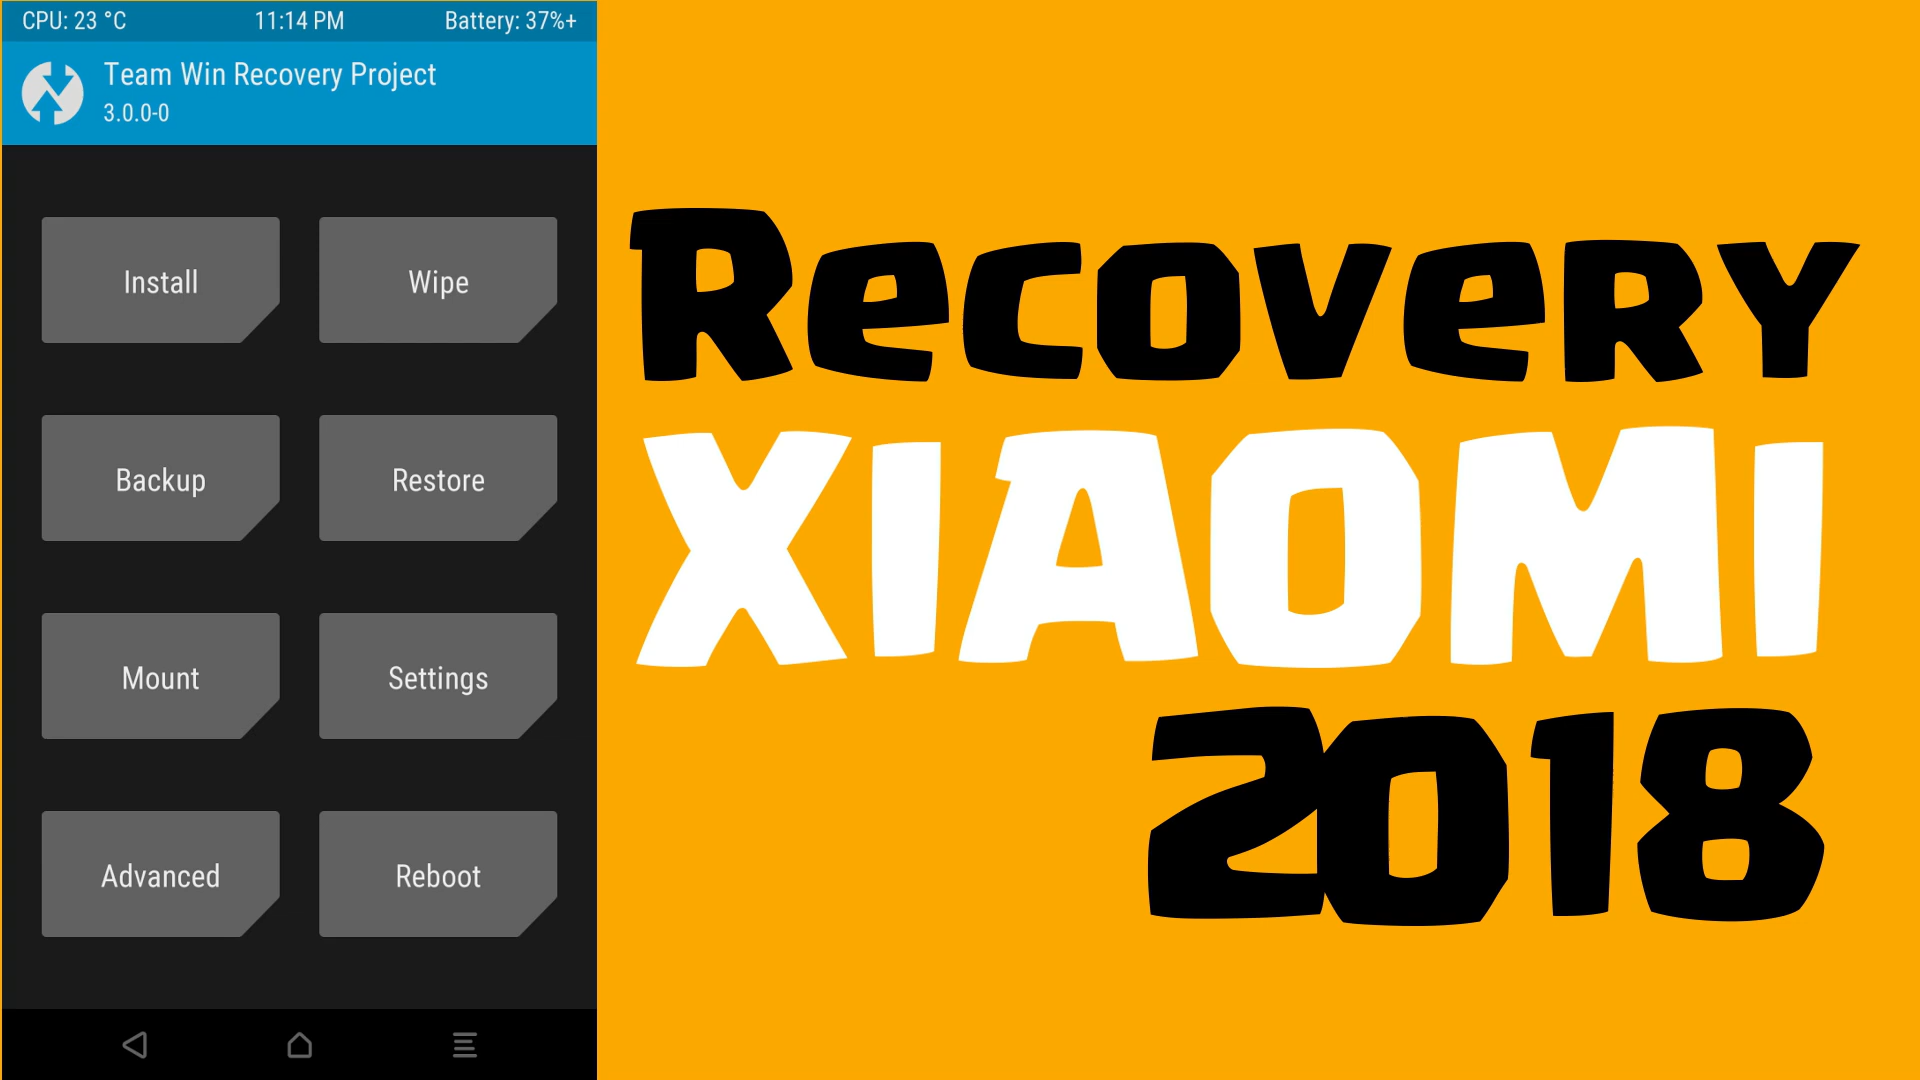 CPU: 23 °C 11:14 PM Battery: 37%+
Team Win Recovery Project
3.0.0-0
Install Wipe
Backup Restore
Mount Settings
Advanced Reboot
Recovery
XIAOMI
2018